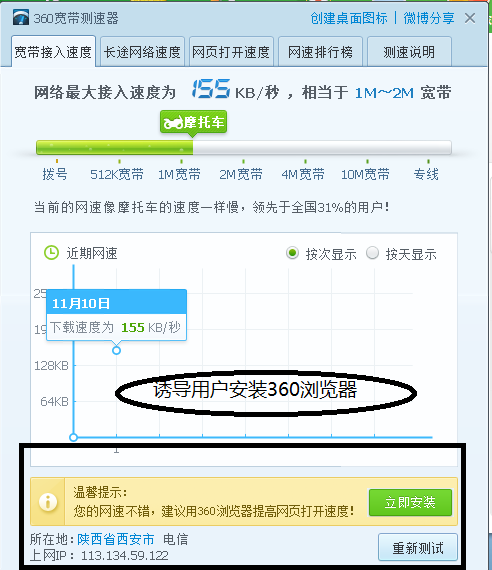 360宽带测速器 创建桌面图标 | 微博分享
宽带接入速度 长途网络速度 网页打开速度 网速排行榜 测速说明
网络最大接入速度为 155 KB/秒 ，相当于 1M～2M 宽带
摩托车
拨号 512K宽带 1M宽带 2M宽带 4M宽带 10M宽带 专线
当前的网速像摩托车的速度一样慢，领先于全国31%的用户！
近期网速 按次显示 按天显示
11月10日
下载速度为 155 KB/秒
128KB
64KB
诱导用户安装360浏览器
1
温馨提示：
您的网速不错，建议用360浏览器提高网页打开速度！ 立即安装
所在地:陕西省西安市 电信
上网IP：113.134.59.122 重新测试